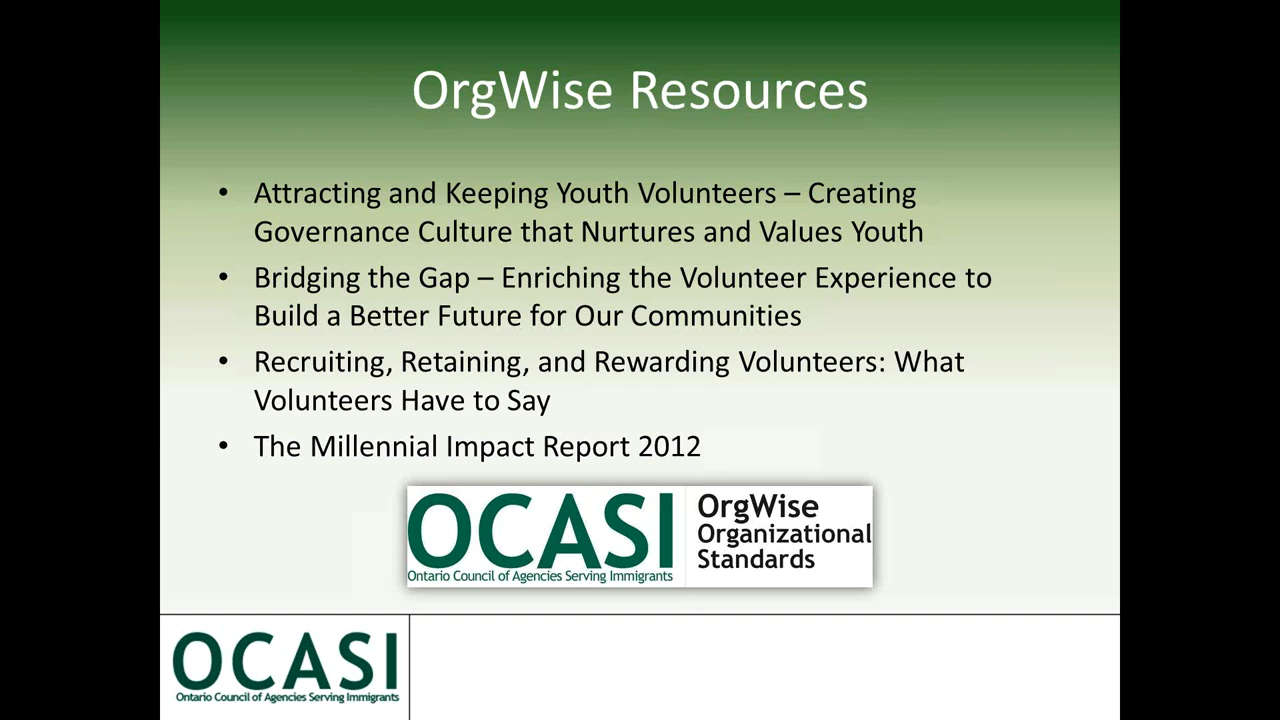 OrgWise Resources
• Attracting and Keeping Youth Volunteers – Creating
Governance Culture that Nurtures and Values Youth
• Bridging the Gap – Enriching the Volunteer Experience to
Build a Better Future for Our Communities
• Recruiting, Retaining, and Rewarding Volunteers: What
Volunteers Have to Say
• The Millennial Impact Report 2012
OCASI
Ontario Council of Agencies Serving Immigrants
OrgWise
Organizational
Standards
OCASI
Ontario Council of Agencies Serving Immigrants